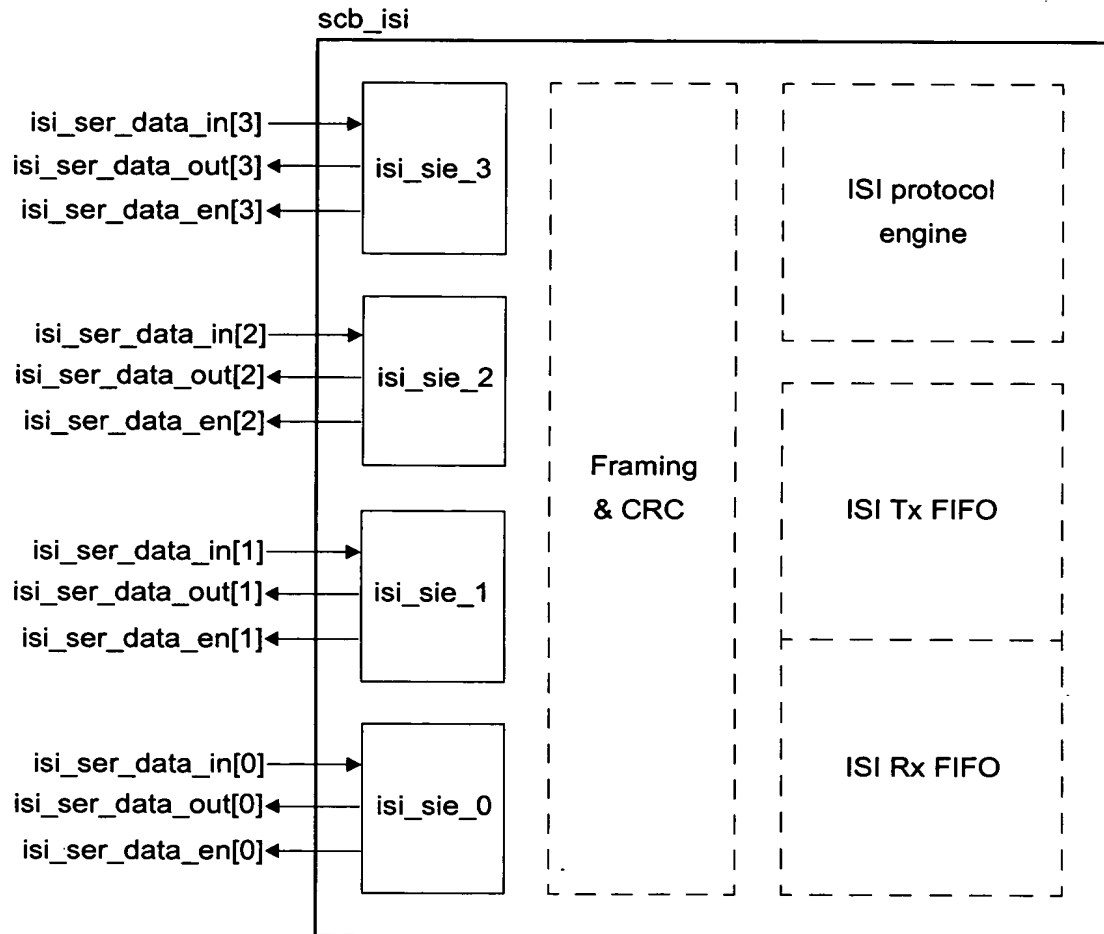 scb_isi
isi_ser_data_in[3]
isi_ser_data_out[3]
isi_ser_data_en[3]
isi_sie_3
ISI protocol
engine
isi_ser_data_in[2]
isi_ser_data_out[2]
isi_ser_data_en[2]
isi_sie_2
Framing
& CRC
ISI Tx FIFO
isi_ser_data_in[1]
isi_ser_data_out[1]
isi_ser_data_en[1]
isi_sie_1
isi_ser_data_in[0]
isi_ser_data_out[0]
isi_ser_data_en[0]
isi_sie_0
ISI Rx FIFO